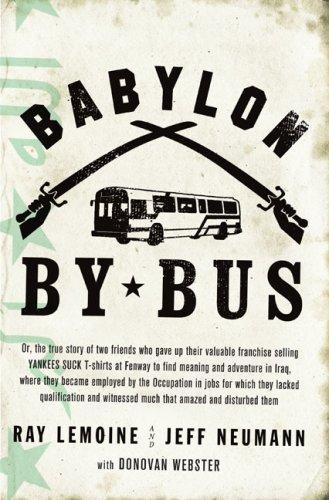 BABYLON
BY ★ BUS
Or, the true story of two friends who gave up their valuable franchise selling
YANKEES SUCK T-shirts at Fenway to find meaning and adventure in Iraq,
where they became employed by the Occupation in jobs for which they lacked
qualification and witnessed much that amazed and disturbed them
RAY LEMOINE AND JEFF NEUMANN
with DONOVAN WEBSTER